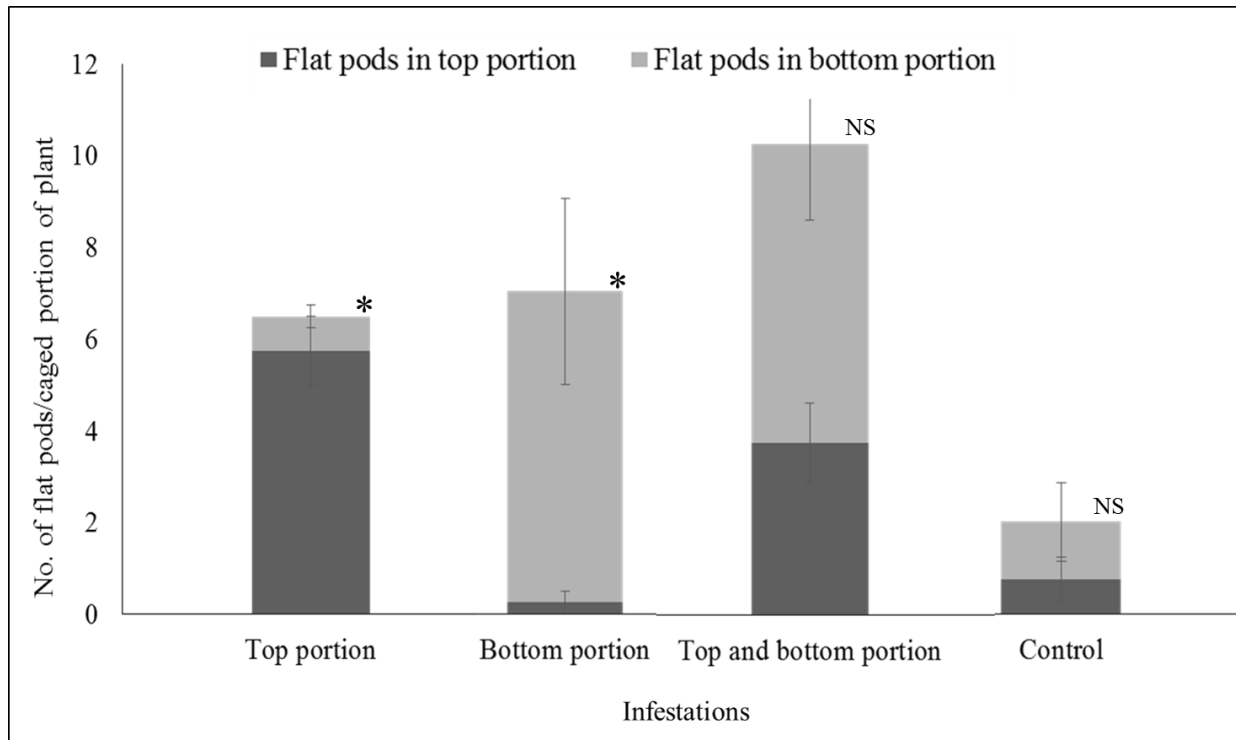 Flat pods in top portion Flat pods in bottom portion
No. of flat pods/caged portion of plant
12
10
8
6
4
2
0
*
*
NS
NS
Top portion Bottom portion Top and bottom portion Control
Infestations